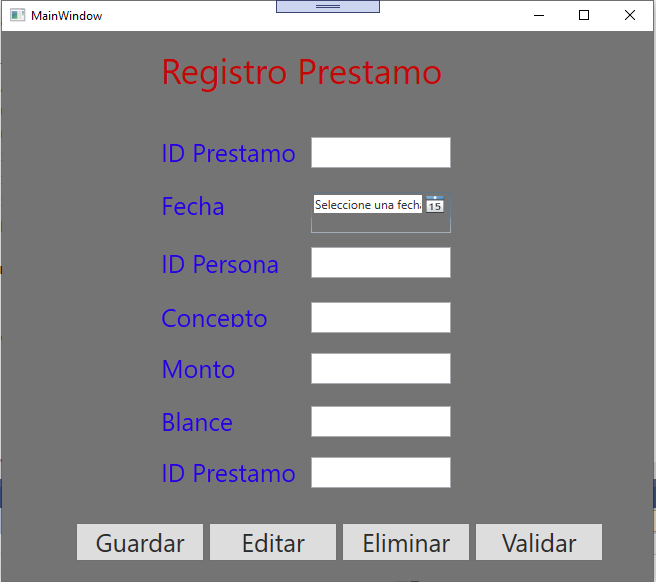 MainWindow
Registro Prestamo
ID Prestamo
Fecha
Seleccione una fecha
15
ID Persona
Concepto
Monto
Blance
ID Prestamo
Guardar
Editar
Eliminar
Validar